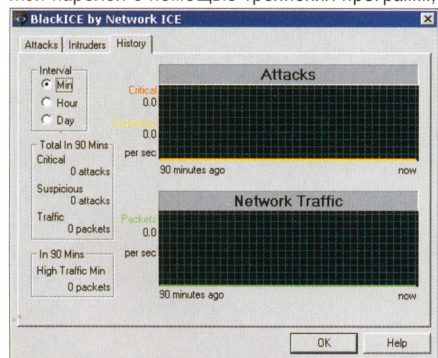 BlackICE by Network ICE
Attacks
Intruders
History
Interval
Min
Hour
Day
Total In 90 Mins
Critical
0 attacks
Suspicious
0 attacks
Traffic
0 packets
In 90 Mins
High Traffic Min
0 packets
Attacks
Critical
0.0
0.0
per sec
90 minutes ago
now
Network Traffic
Packets
0.0
per sec
90 minutes ago
now
OK
Help